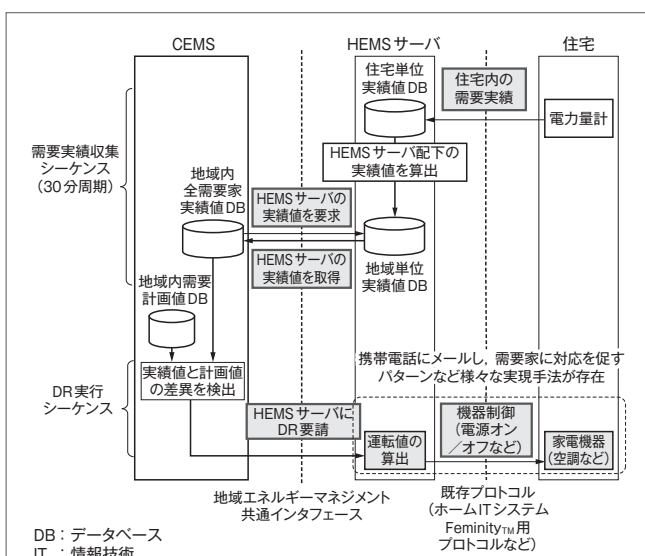 CEMS
HEMSサーバ
住宅
住宅単位
実績値DB
住宅内の
需要実績
電力量計
HEMSサーバ配下の
実績値を算出
需要実績収集
シーケンス
(30分周期)
地域内
全需要家
実績値DB
HEMSサーバの
実績値を要求
HEMSサーバの
実績値を取得
地域単位
実績値DB
地域内需要
計画値DB
携帯電話にメールし,需要家に対応を促す
パターンなど様々な実現手法が存在
DR実行
シーケンス
実績値と計画値
の差異を検出
HEMSサーバに
DR要請
運転値の
算出
機器制御
(電源オン
/オフなど)
家電機器
(空調など)
地域エネルギーマネジメント
共通インタフェース
既存プロトコル
(ホームITシステム
Feminity™用
プロトコルなど)
DB:データベース
IT :情報技術